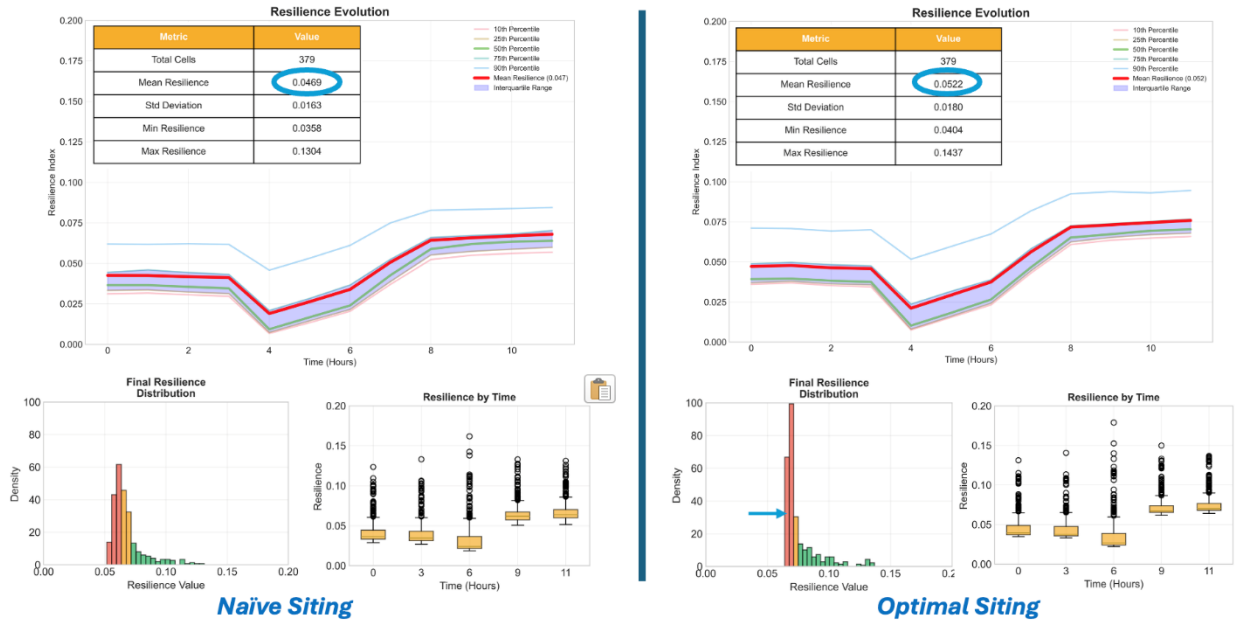 Resilience Evolution
0.200
0.175
0.150
0.125
0.100
0.075
0.050
0.025
0.000
Resilience Index
Metric Value
Total Cells 379
Mean Resilience 0.0469
Std Deviation 0.0163
Min Resilience 0.0358
Max Resilience 0.1304
10th Percentile
25th Percentile
50th Percentile
75th Percentile
90th Percentile
Mean Resilience (0.047)
Interquartile Range
0 2 4 6 8 10
Time (Hours)
Final Resilience
Distribution
100
80
60
40
20
0
Density
0.00 0.05 0.10 0.15 0.20
Resilience Value
Resilience by Time
0.20
0.15
0.10
0.05
0.00
Resilience
0 3 6 9 11
Time (Hours)
Naïve Siting
Resilience Evolution
0.200
0.175
0.150
0.125
0.100
0.075
0.050
0.025
0.000
Resilience Index
Metric Value
Total Cells 379
Mean Resilience 0.0522
Std Deviation 0.0180
Min Resilience 0.0404
Max Resilience 0.1437
10th Percentile
25th Percentile
50th Percentile
75th Percentile
90th Percentile
Mean Resilience (0.052)
Interquartile Range
0 2 4 6 8 10
Time (Hours)
Final Resilience
Distribution
100
80
60
40
20
0
Density
0.00 0.05 0.10 0.15 0.2
Resilience Value
Resilience by Time
0.20
0.15
0.10
0.05
0.00
Resilience
0 3 6 9 11
Time (Hours)
Optimal Siting